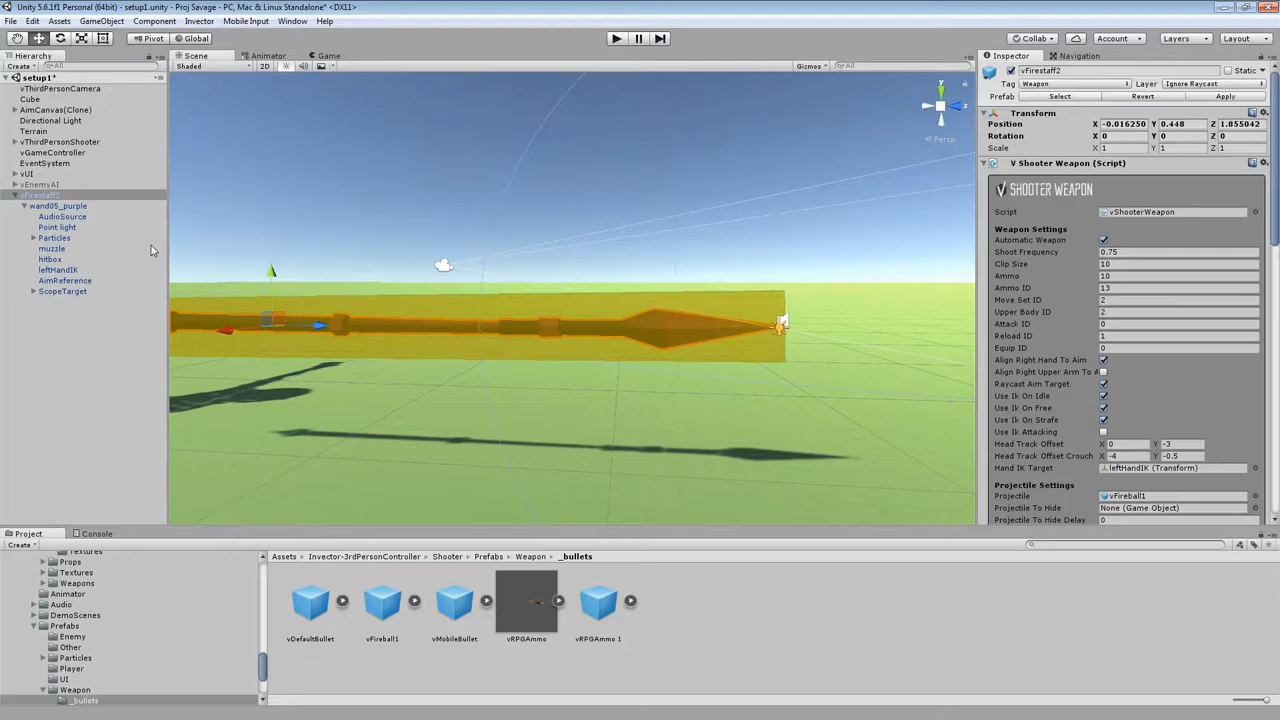 Unity 5.6.1f1 Personal (64bit) - setup1.unity - Proj Savage - PC, Mac & Linux Standalone* <DX11>
File Edit Assets GameObject Component Invector Mobile Input Window Help
Pivot Global Collab Account Layers Layout
Hierarchy Scene Animator Game Inspector Navigation
Create All Shaded 2D Gizmos All
vFirestaff2 Static
setup1*
Tag Weapon Layer Ignore Raycast
vThirdPersonCamera
Prefab Select Revert Apply
Cube
AimCanvas(Clone)
Transform
Directional Light
Position X -0.016250 Y 0.448 Z 1.855042
Terrain
Rotation X 0 Y 0 Z 0
vThirdPersonShooter
Scale X 1 Y 1 Z 1
vGameController
EventSystem
V Shooter Weapon (Script)
vUI
vEnemyAI
SHOOTER WEAPON
vFirestaff2
wand05_purple
Script vShooterWeapon
AudioSource
Point light
Weapon Settings
Particles
Automatic Weapon
muzzle
Shoot Frequency 0.75
hitbox
Clip Size 10
leftHandIK
Ammo 10
AimReference
Ammo ID 13
ScopeTarget
Move Set ID 2
Upper Body ID 2
Attack ID 0
Reload ID 1
Equip ID 0
Align Right Hand To Aim
Align Right Upper Arm To A
Raycast Aim Target
Use Ik On Idle
Use Ik On Free
Use Ik On Strafe
Use Ik Attacking
Head Track Offset X 0 Y -3
Head Track Offset Crouch X -4 Y -0.5
Hand IK Target leftHandIK (Transform)
Projectile Settings
Projectile vFireball1
Projectile To Hide None (Game Object)
Projectile To Hide Delay 0
y
z
Persp
Project Console
Create
Textures
Props
Textures
Weapons
Animator
Audio
DemoScenes
Prefabs
Enemy
Other
Particles
Player
UI
Weapon
_bullets
Assets Invector-3rdPersonController Shooter Prefabs Weapon _bullets
vDefaultBullet vFireball1 vMobileBullet vRPGAmmo vRPGAmmo 1